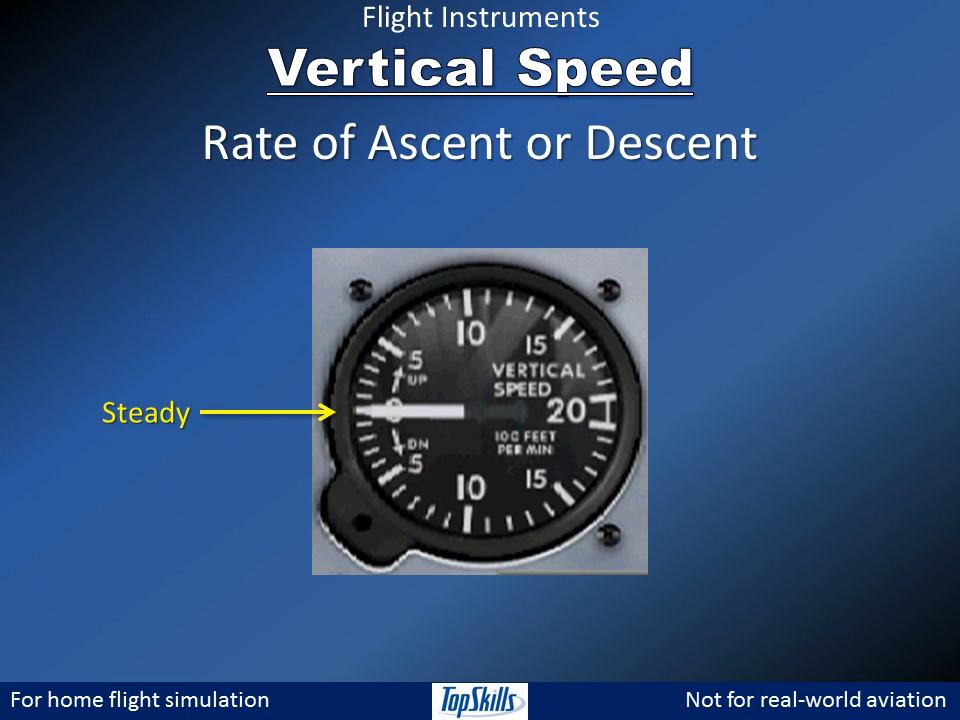 Flight Instruments
Vertical Speed
Rate of Ascent or Descent
10
15
5
UP
VERTICAL
SPEED
Steady
0
20
DN
100 FEET
PER MIN
5
10
15
For home flight simulation
TopSkills
Not for real-world aviation